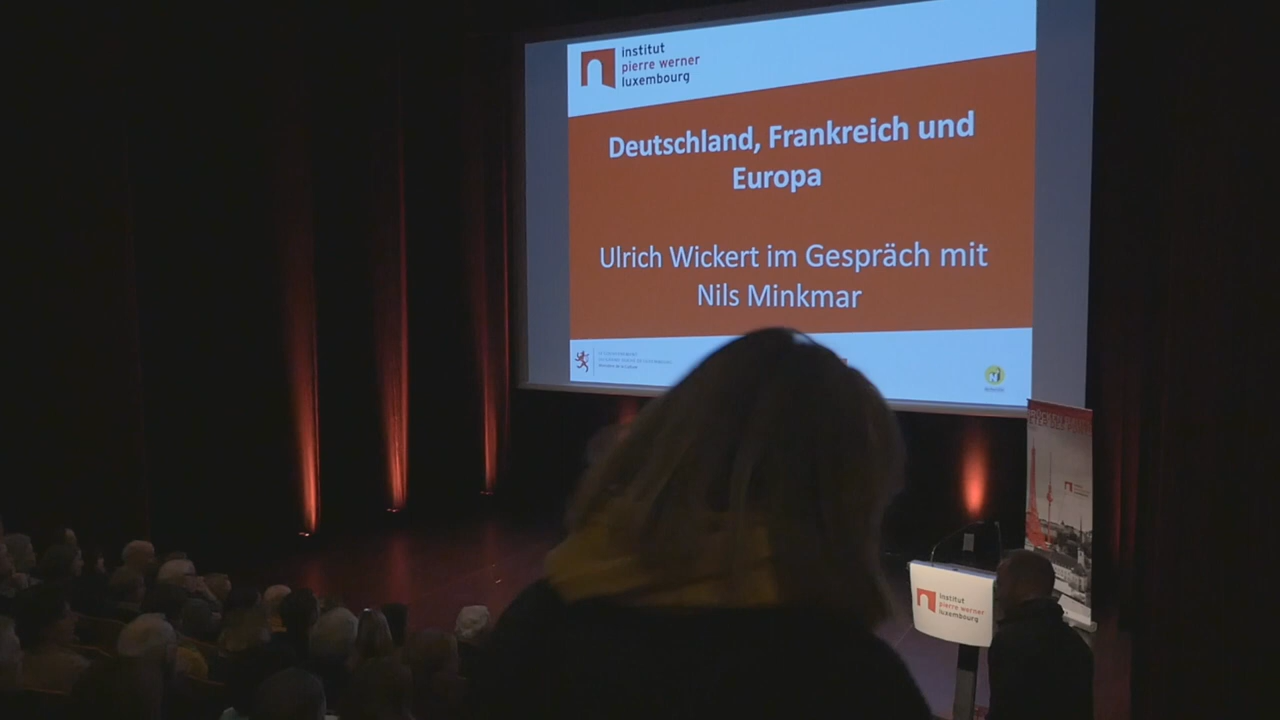 institut
pierre werner
luxembourg
Deutschland, Frankreich und
Europa
Ulrich Wickert im Gespräch mit
Nils Minkmar
institut
pierre werner
luxembourg